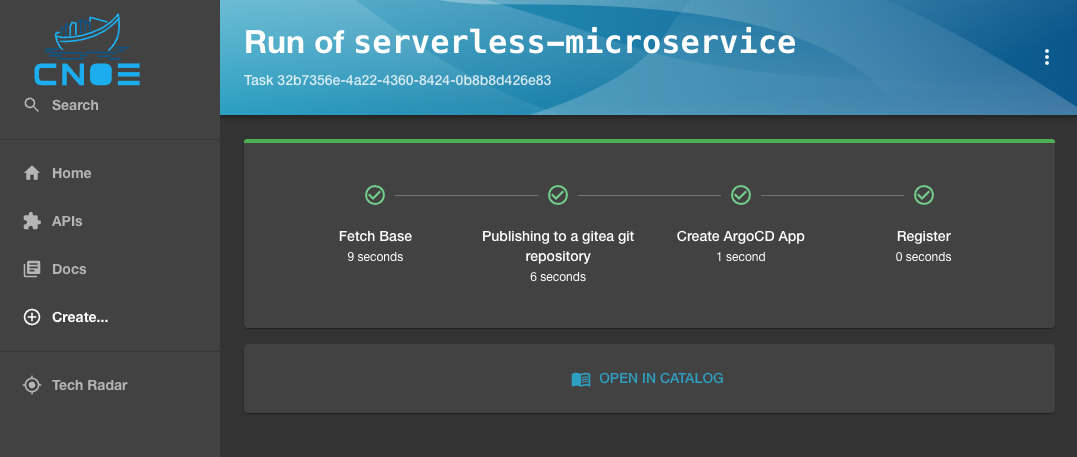 CNOE
Search
Home
APIs
Docs
Create...
Tech Radar
Run of serverless-microservice
Task 32b7356e-4a22-4360-8424-0b8b8d426e83
Fetch Base
9 seconds
Publishing to a gitea git
repository
6 seconds
Create ArgoCD App
1 second
Register
0 seconds
OPEN IN CATALOG